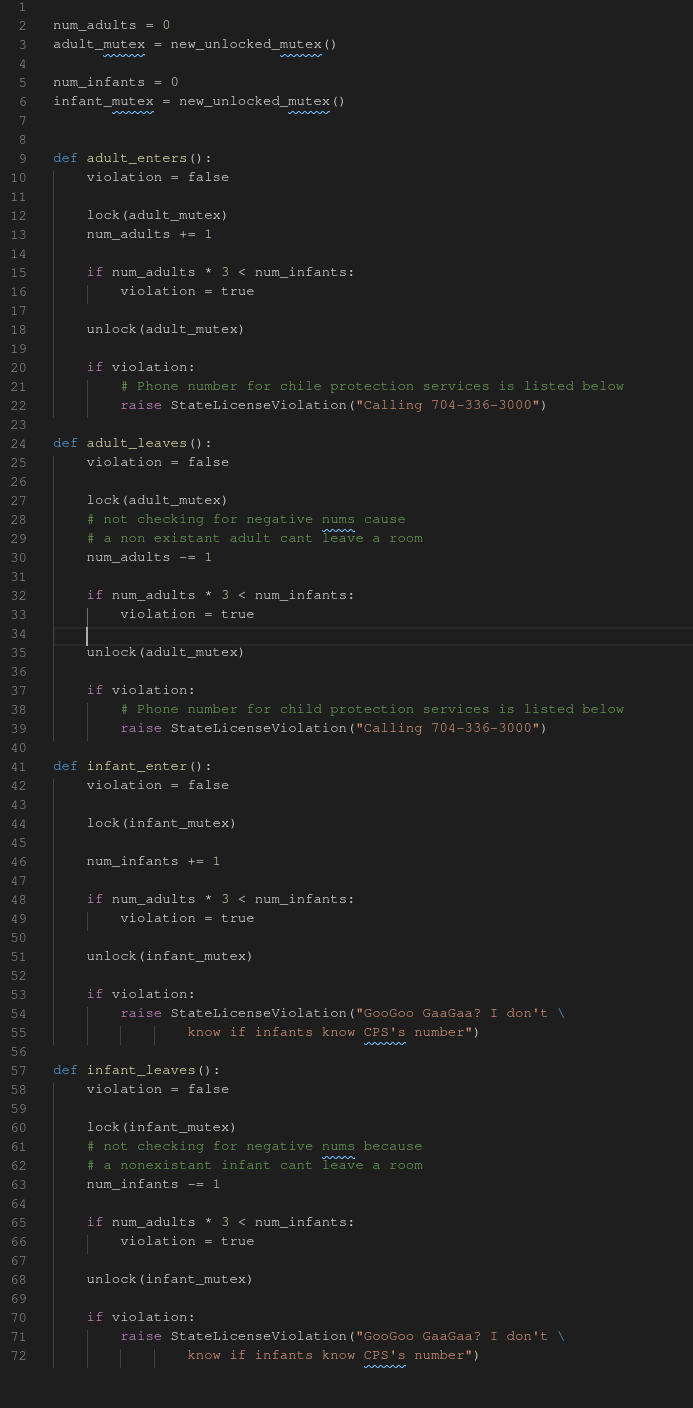 1
2 num_adults = 0
3 adult_mutex = new_unlocked_mutex()
4
5 num_infants = 0
6 infant_mutex = new_unlocked_mutex()
7
8
9 def adult_enters():
10     violation = false
11
12     lock(adult_mutex)
13     num_adults += 1
14
15     if num_adults * 3 < num_infants:
16         violation = true
17
18     unlock(adult_mutex)
19
20     if violation:
21         # Phone number for chile protection services is listed below
22         raise StateLicenseViolation("Calling 704-336-3000")
23
24 def adult_leaves():
25     violation = false
26
27     lock(adult_mutex)
28     # not checking for negative nums cause
29     # a non existant adult cant leave a room
30     num_adults -= 1
31
32     if num_adults * 3 < num_infants:
33         violation = true
34
35     unlock(adult_mutex)
36
37     if violation:
38         # Phone number for child protection services is listed below
39         raise StateLicenseViolation("Calling 704-336-3000")
40
41 def infant_enter():
42     violation = false
43
44     lock(infant_mutex)
45
46     num_infants += 1
47
48     if num_adults * 3 < num_infants:
49         violation = true
50
51     unlock(infant_mutex)
52
53     if violation:
54         raise StateLicenseViolation("GooGoo GaaGaa? I don't \
55                 know if infants know CPS's number")
56
57 def infant_leaves():
58     violation = false
59
60     lock(infant_mutex)
61     # not checking for negative nums because
62     # a nonexistant infant cant leave a room
63     num_infants -= 1
64
65     if num_adults * 3 < num_infants:
66         violation = true
67
68     unlock(infant_mutex)
69
70     if violation:
71         raise StateLicenseViolation("GooGoo GaaGaa? I don't \
72                 know if infants know CPS's number")